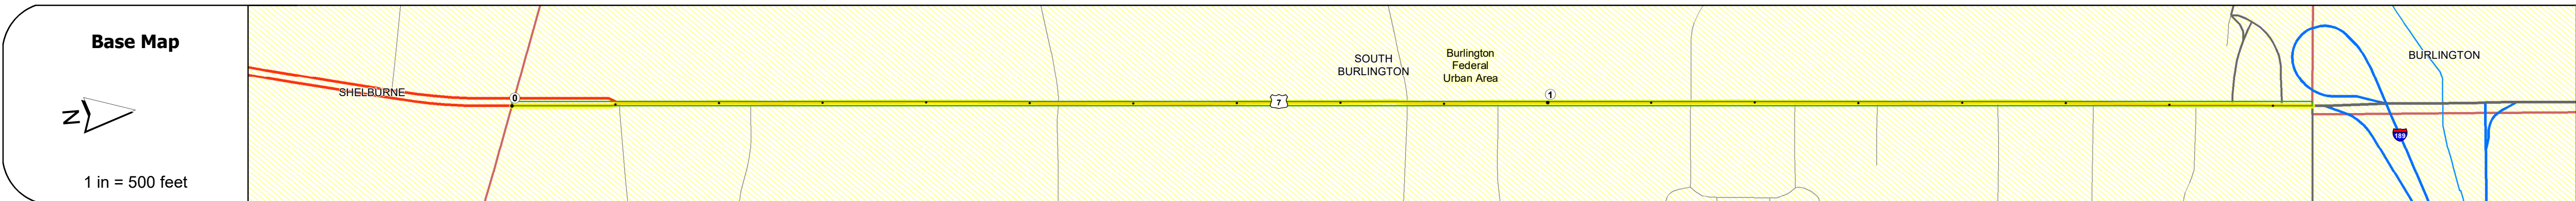 Base Map
N
1 in = 500 feet
SHELBURNE
0
7
SOUTH
BURLINGTON
Burlington
Federal
Urban Area
1
189
BURLINGTON